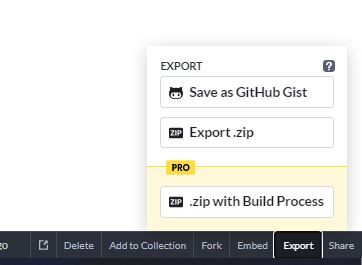 EXPORT ?
Save as GitHub Gist
ZIP Export .zip
PRO
ZIP .zip with Build Process
go Delete Add to Collection Fork Embed Export Share